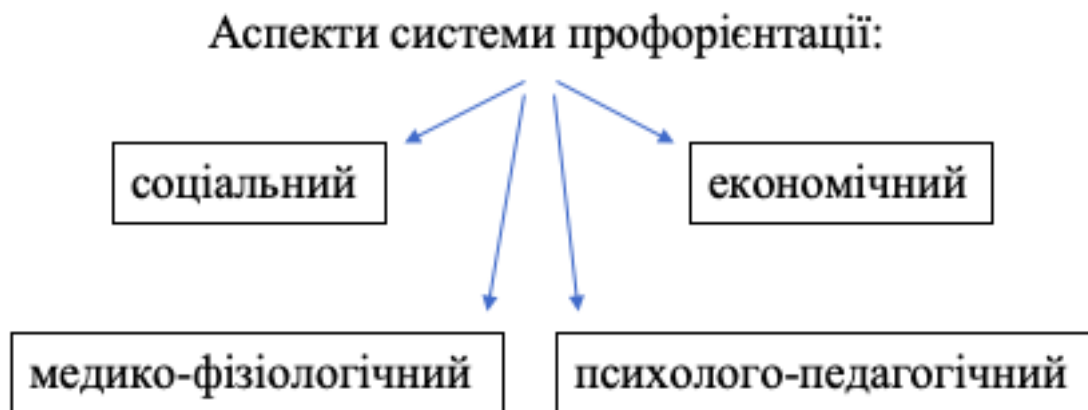 Аспекти системи профорієнтації:
соціальний
економічний
медико-фізіологічний
психолого-педагогічний